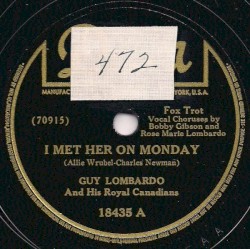 472
MANUFAC
Y, U.S.A.
Fox Trot
(70915)
Vocal Choruses by
Bobby Gibson and
Rose Marie Lombardo
I MET HER ON MONDAY
(Allie Wrubel-Charles Newman)
GUY LOMBARDO
And His Royal Canadians
18435 A